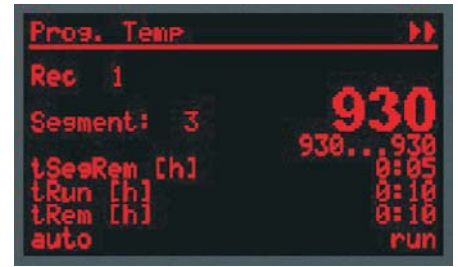 Prog. Temp
Rec 1
930
Segment: 3
930...930
tSegRem [h] 0:05
tRun [h] 0:10
tRem [h] 0:10
auto run